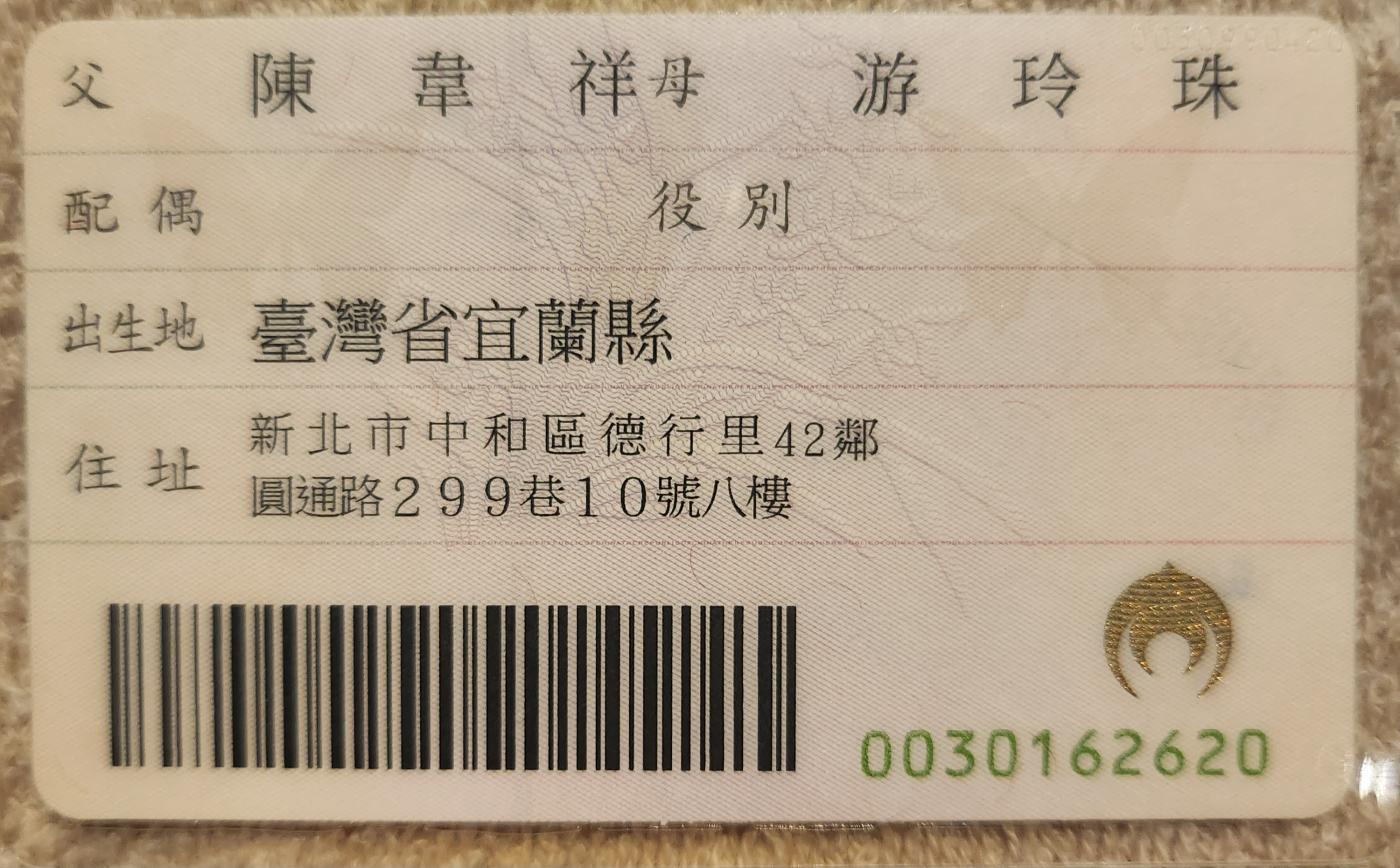 父 陳韋祥 母 游玲珠
配偶 役別
出生地 臺灣省宜蘭縣
住址 新北市中和區德行里42鄰
圓通路299巷10號八樓
0030162620